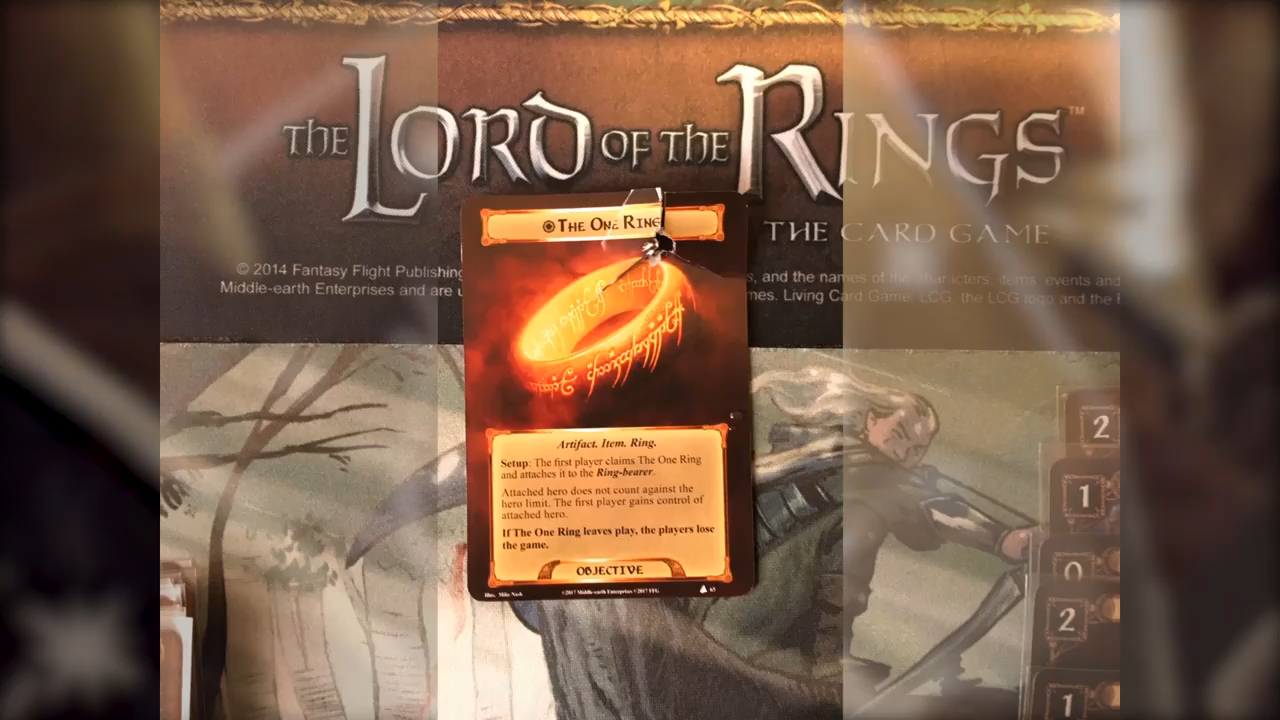 THE LORD OF THE RINGS™
THE CARD GAME
© 2014 Fantasy Flight Publishing
s, and the names of the characters, items, events and
Middle-earth Enterprises and are u
mes. Living Card Game, LCG, the LCG logo and the
THE ONE RING
Artifact. Item. Ring.
Setup: The first player claims The One Ring
and attaches it to the Ring-bearer.
Attached hero does not count against the
hero limit. The first player gains control of
attached hero.
If The One Ring leaves play, the players lose
the game.
OBJECTIVE
Illus. Mike Nash
©2017 Middle-earth Enterprises ©2017 FFG
65
2
1
0
2
1